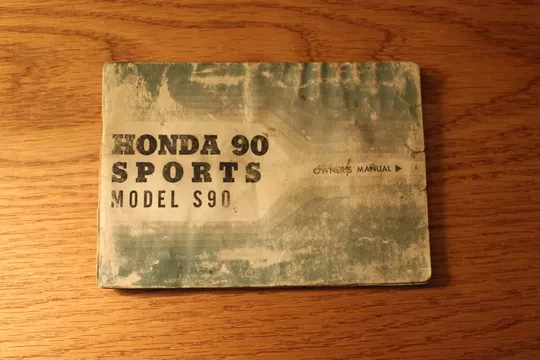 HONDA 90
SPORTS
MODEL S90
OWNER'S MANUAL ▶